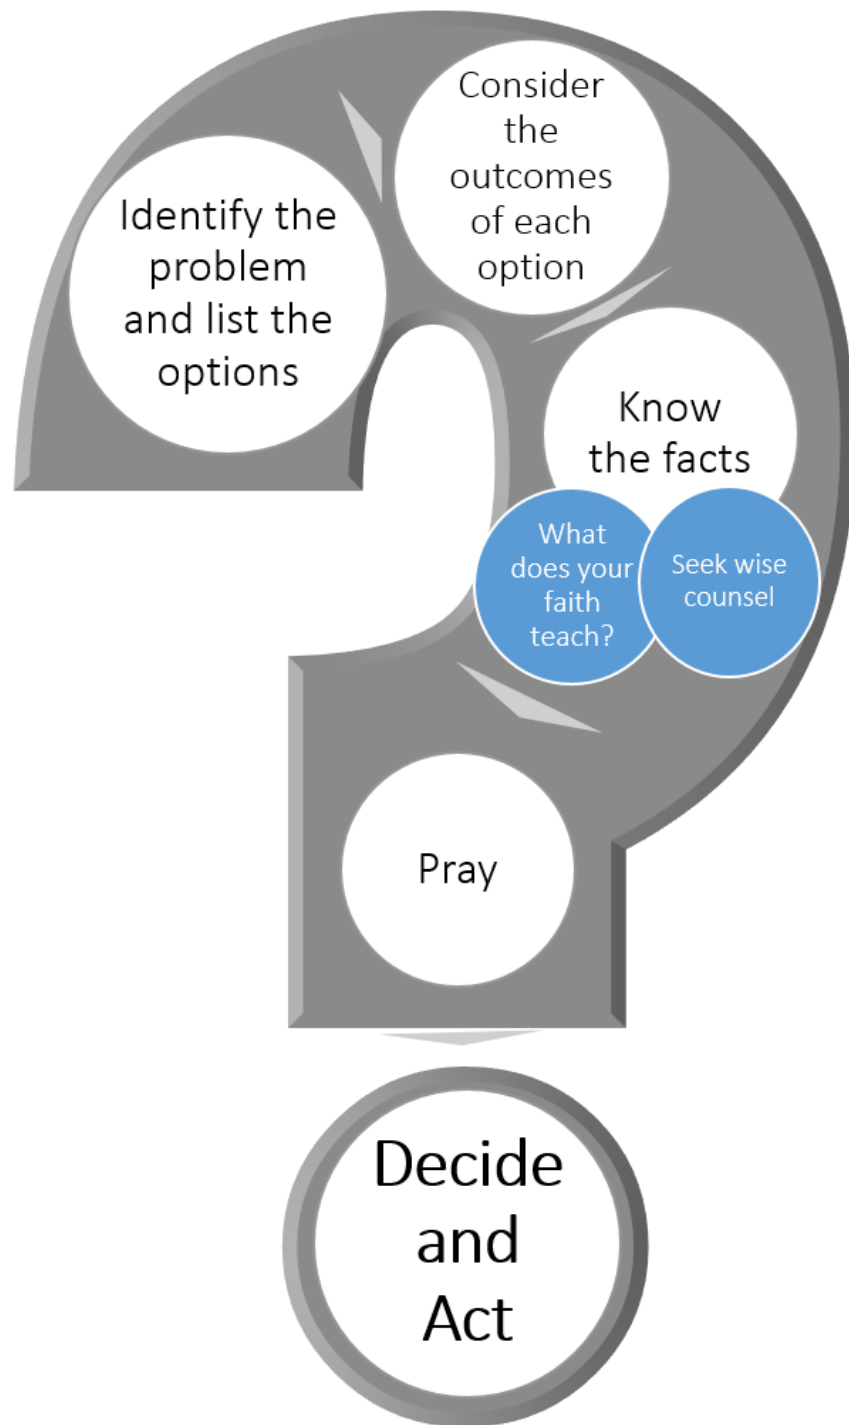 Identify the
problem
and list the
options
Consider
the
outcomes
of each
option
Know
the facts
What
does your
faith
teach?
Seek wise
counsel
Pray
Decide
and
Act